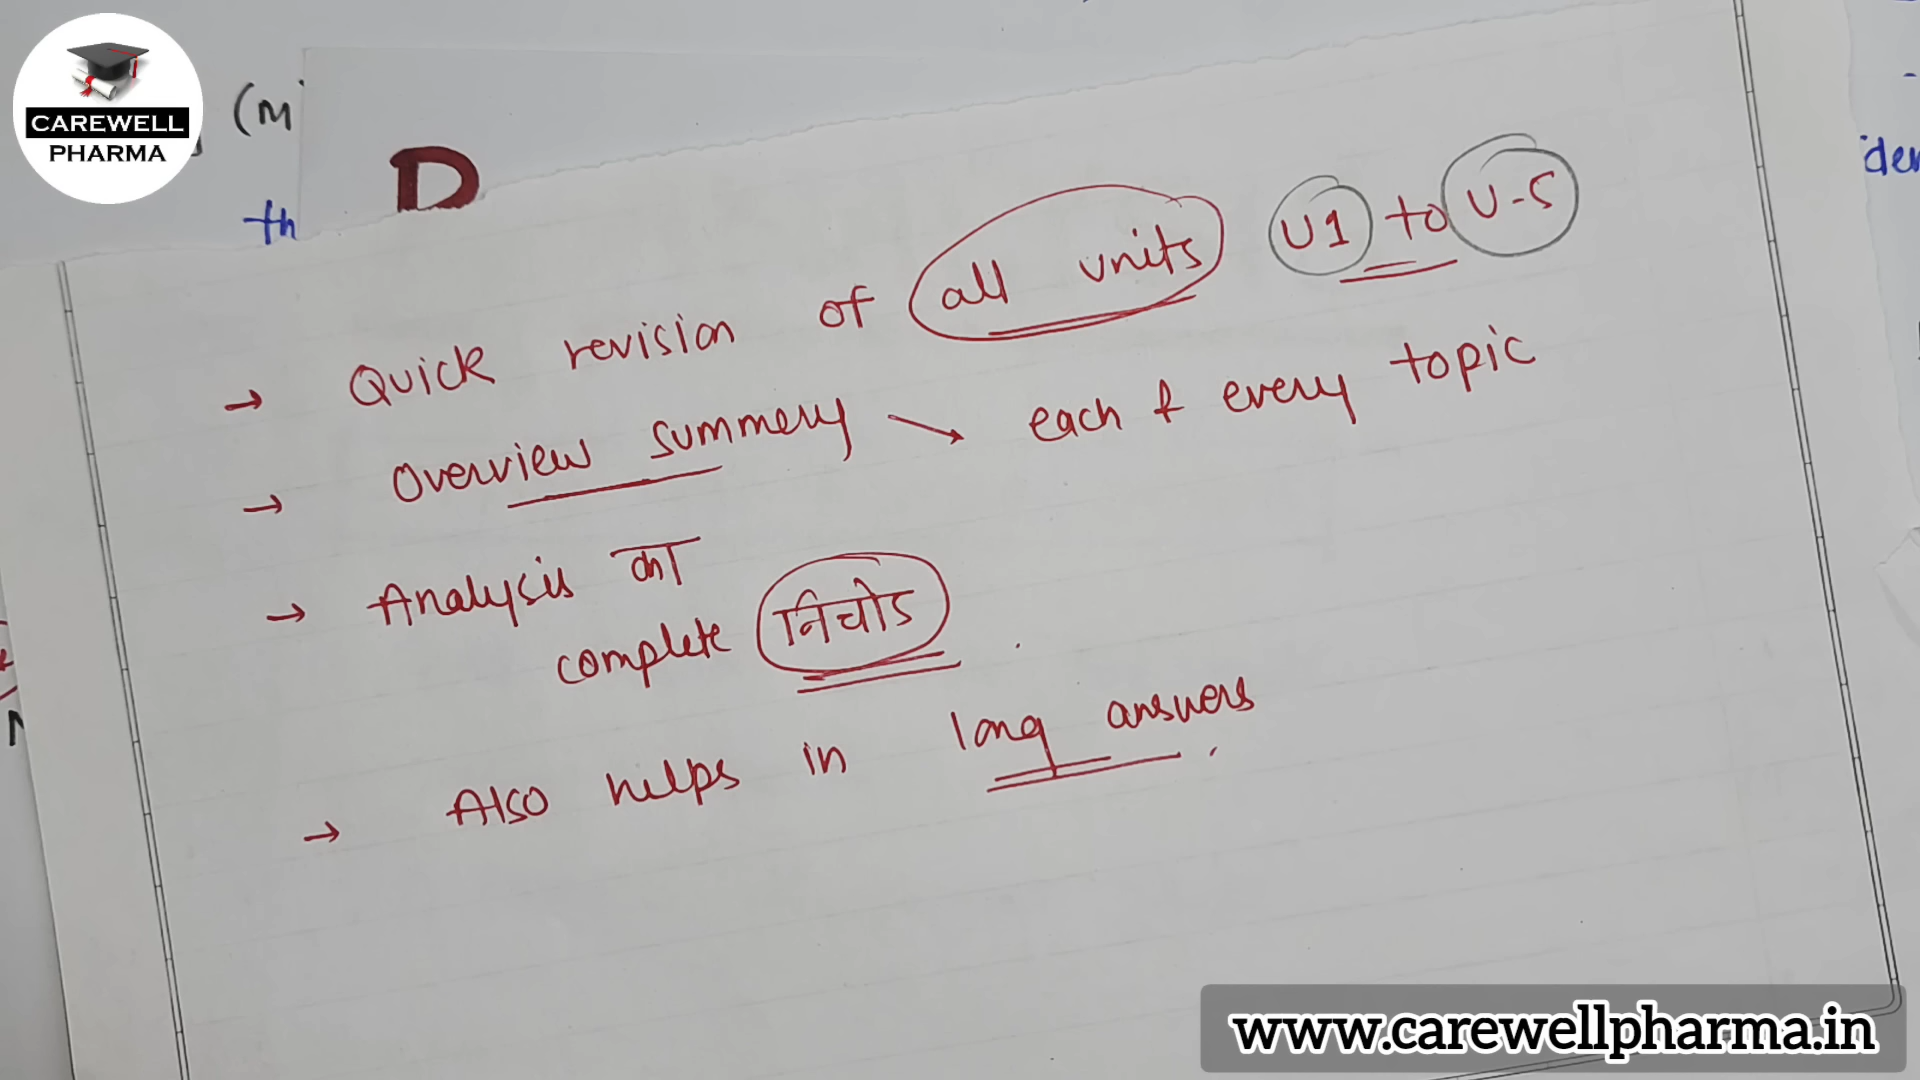 CAREWELL
PHARMA
(M
th
D
den
→ Quick revision of all units U1 to U-5
→ Overview summery → each & every topic
→ Analysis का
complete निचोड
→ Also helps in long answers.
www.carewellpharma.in